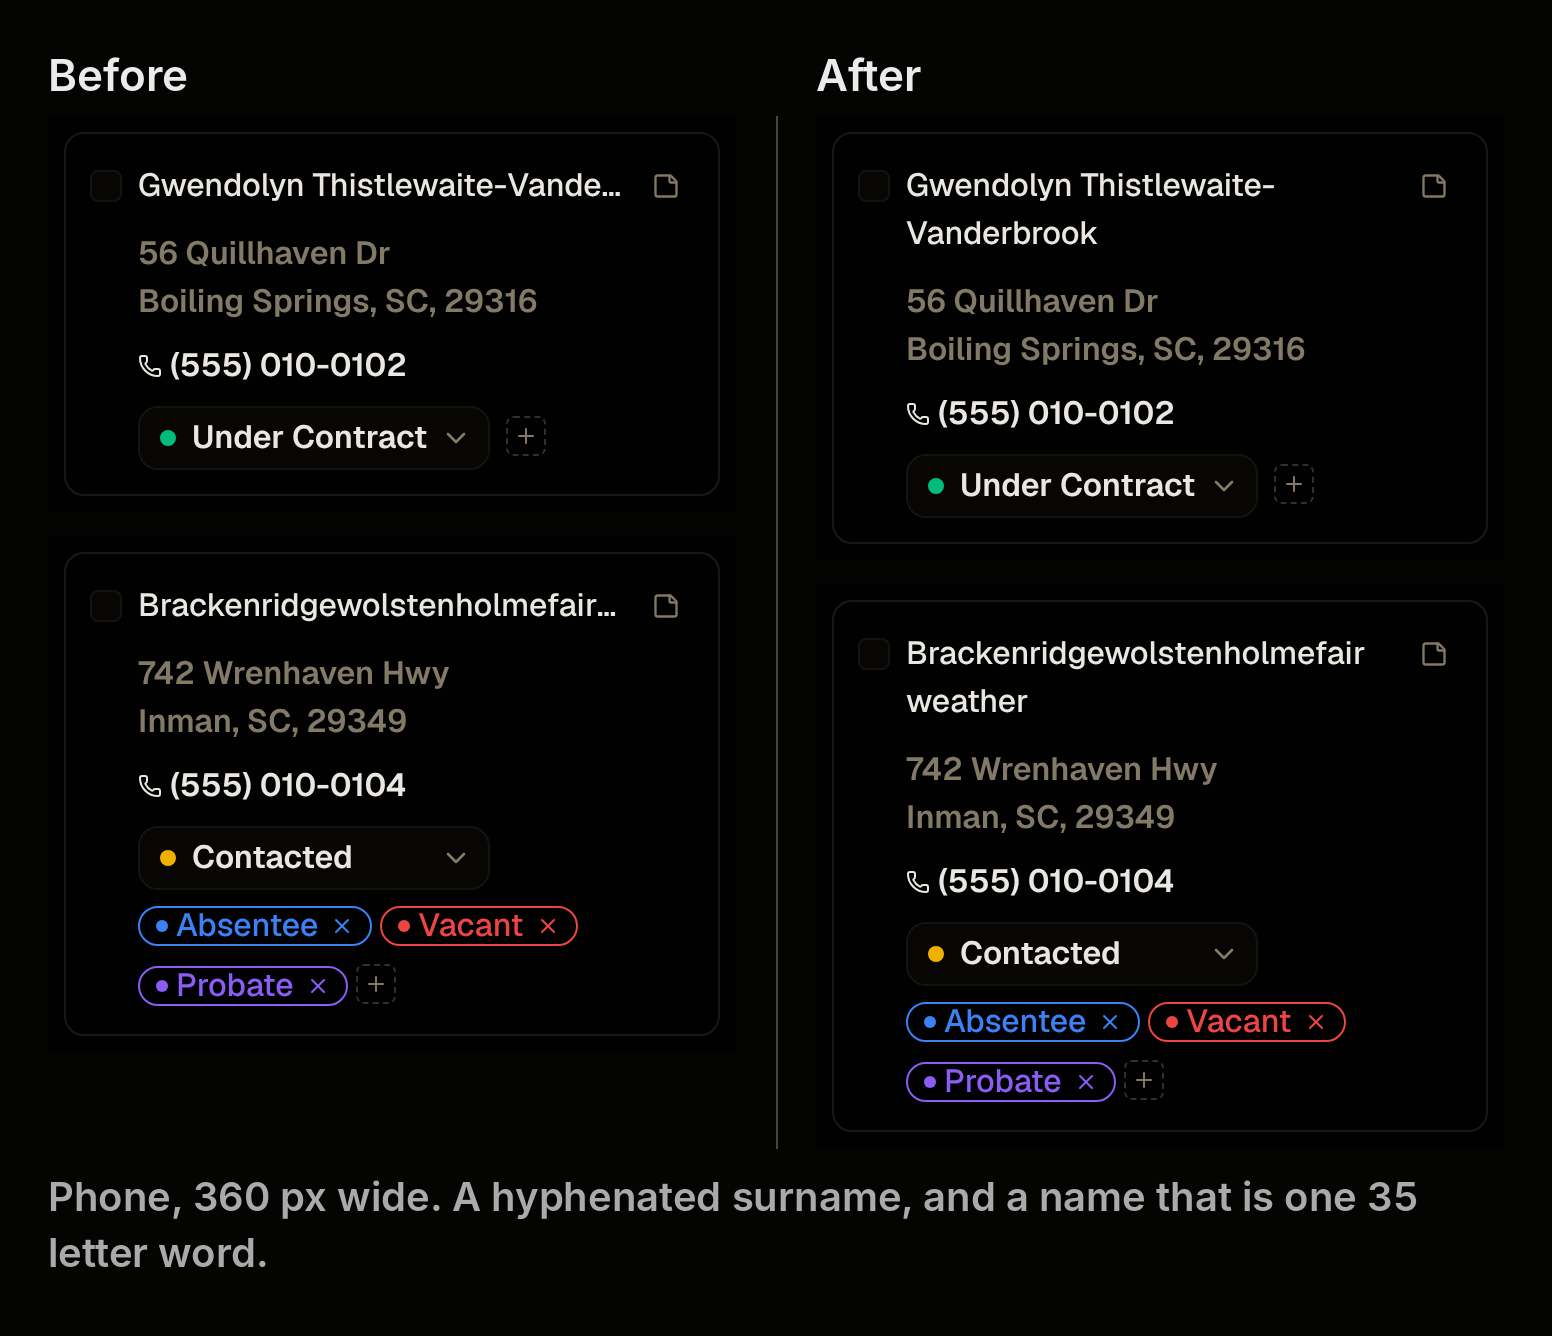 Before
Gwendolyn Thistlewaite-Vande...
56 Quillhaven Dr
Boiling Springs, SC, 29316
(555) 010-0102
Under Contract
Brackenridgewolstenholmefair...
742 Wrenhaven Hwy
Inman, SC, 29349
(555) 010-0104
Contacted
Absentee
Vacant
Probate
After
Gwendolyn Thistlewaite-
Vanderbrook
56 Quillhaven Dr
Boiling Springs, SC, 29316
(555) 010-0102
Under Contract
Brackenridgewolstenholmefair
weather
742 Wrenhaven Hwy
Inman, SC, 29349
(555) 010-0104
Contacted
Absentee
Vacant
Probate
Phone, 360 px wide. A hyphenated surname, and a name that is one 35
letter word.